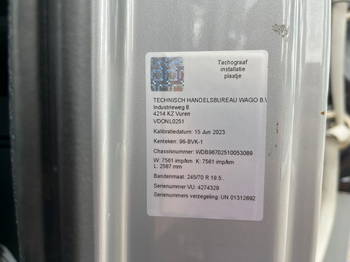 Tachograaf
installatie
plaatje
TECHNISCH HANDELSBUREAU WAGO B.V
Industrieweg 8
4214 KZ Vuren
VDONL0251
Kalibratiedatum: 15 Jun 2023
Kenteken: 96-BVK-1
Chassisnummer: WDB96702510053089
W: 7561 imp/km K: 7561 imp/km
L: 2587 mm
Bandenmaat: 245/70 R 19.5
Serienummer VU: 4274328
Serienummers verzegeling: UN 01312692